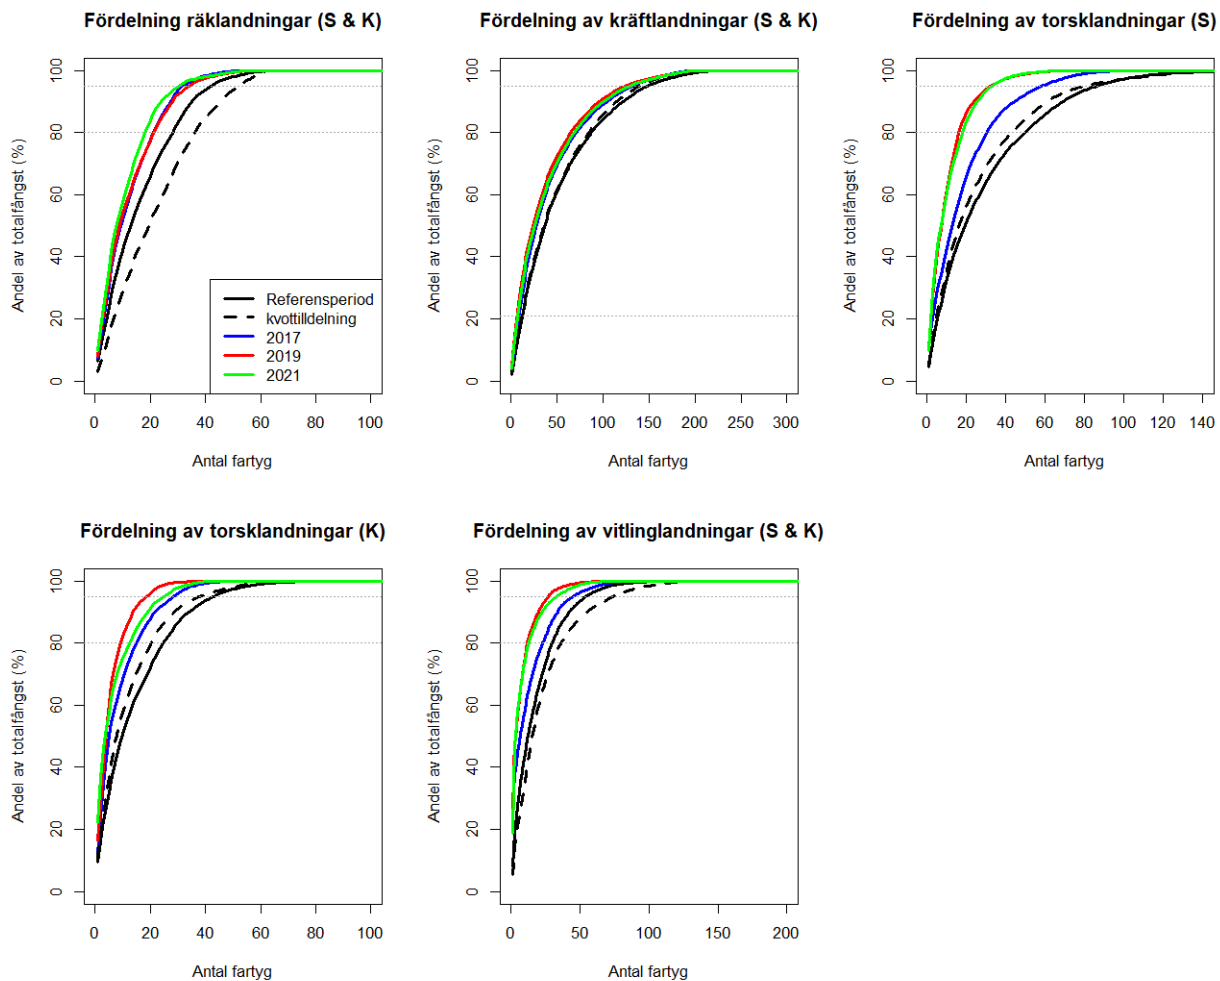 Fördelning räklandningar (S & K)
Andel av totalfångst (%)
0 20 40 60 80 100
0 20 40 60 80 100
Antal fartyg
Referensperiod
kvottilldelning
2017
2019
2021
Fördelning av kräftlandningar (S & K)
Andel av totalfångst (%)
0 20 40 60 80 100
0 50 100 150 200 250 300
Antal fartyg
Fördelning av torsklandningar (S)
Andel av totalfångst (%)
0 20 40 60 80 100
0 20 40 60 80 100 120 140
Antal fartyg
Fördelning av torsklandningar (K)
Andel av totalfångst (%)
0 20 40 60 80 100
0 20 40 60 80 100
Antal fartyg
Fördelning av vitlinglandningar (S & K)
Andel av totalfångst (%)
0 20 40 60 80 100
0 50 100 150 200
Antal fartyg